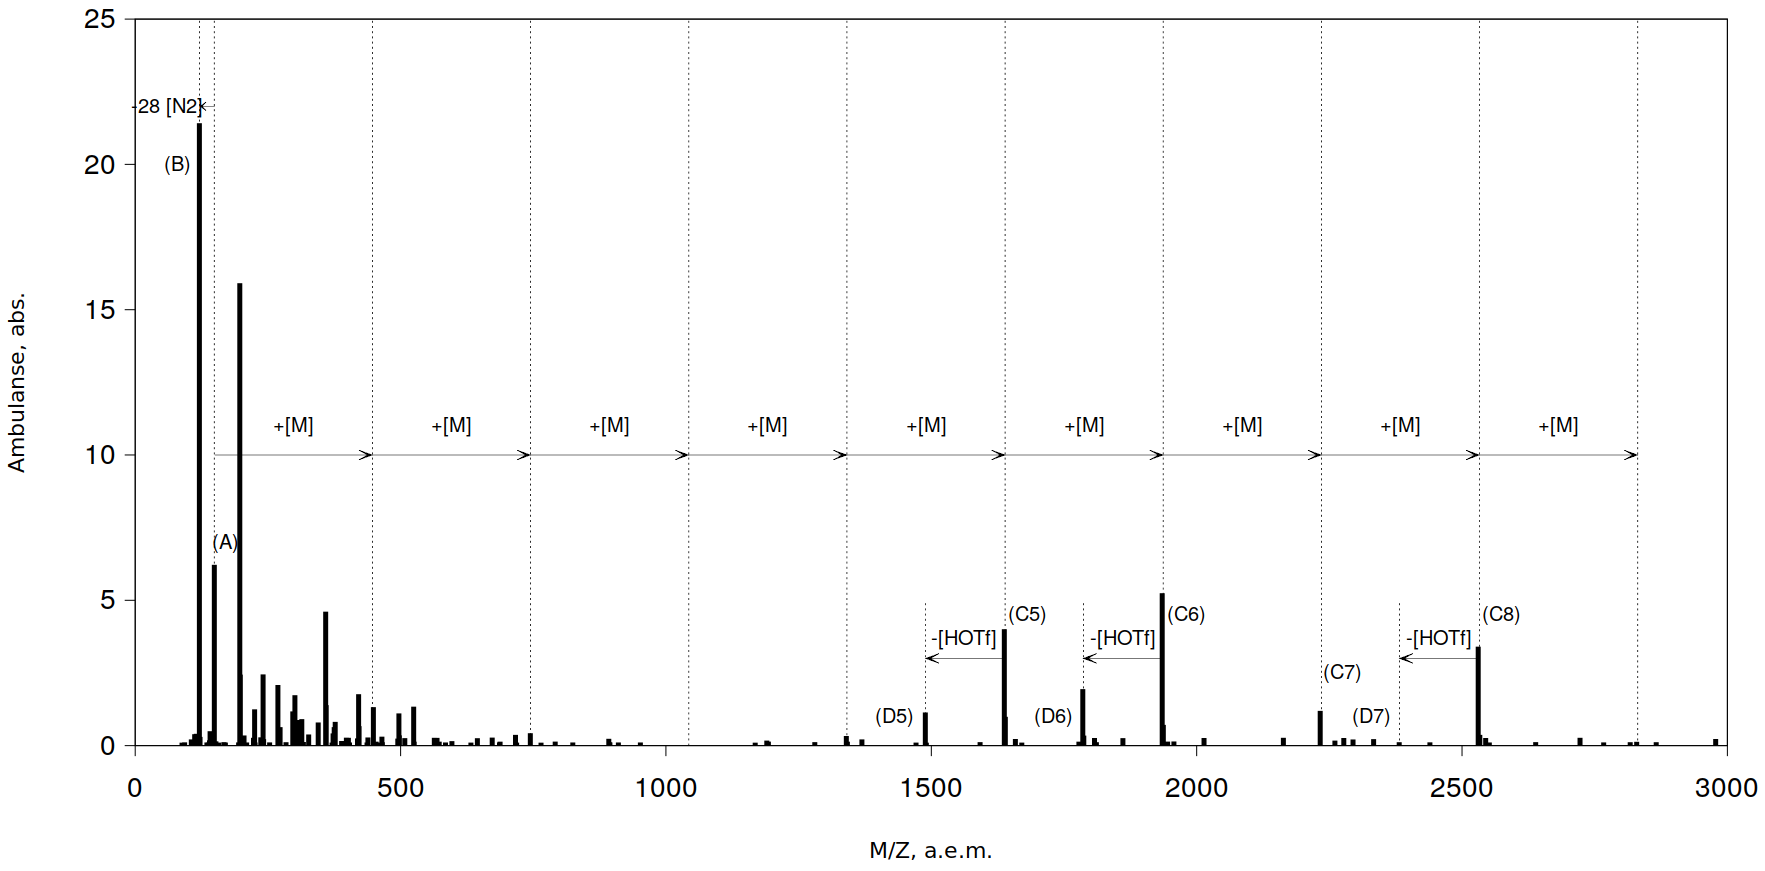 25
-28 [N2]
20
(B)
15
+[M] +[M] +[M] +[M] +[M] +[M] +[M] +[M] +[M]
10
(A)
5
(C5) (C6) (C8)
-[HOTf] -[HOTf] -[HOTf]
(C7)
(D5) (D6) (D7)
0
0 500 1000 1500 2000 2500 3000
Ambulanse, abs.
M/Z, a.e.m.